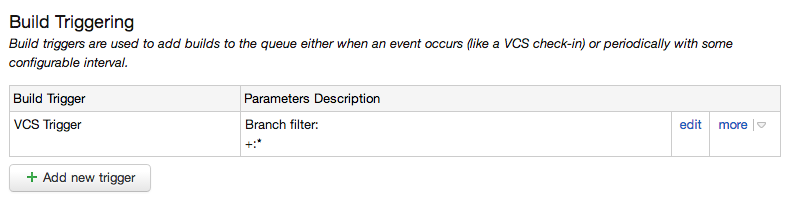 Build Triggering
Build triggers are used to add builds to the queue either when an event occurs (like a VCS check-in) or periodically with some
configurable interval.
Build Trigger Parameters Description
VCS Trigger Branch filter: edit more
+:*
+ Add new trigger